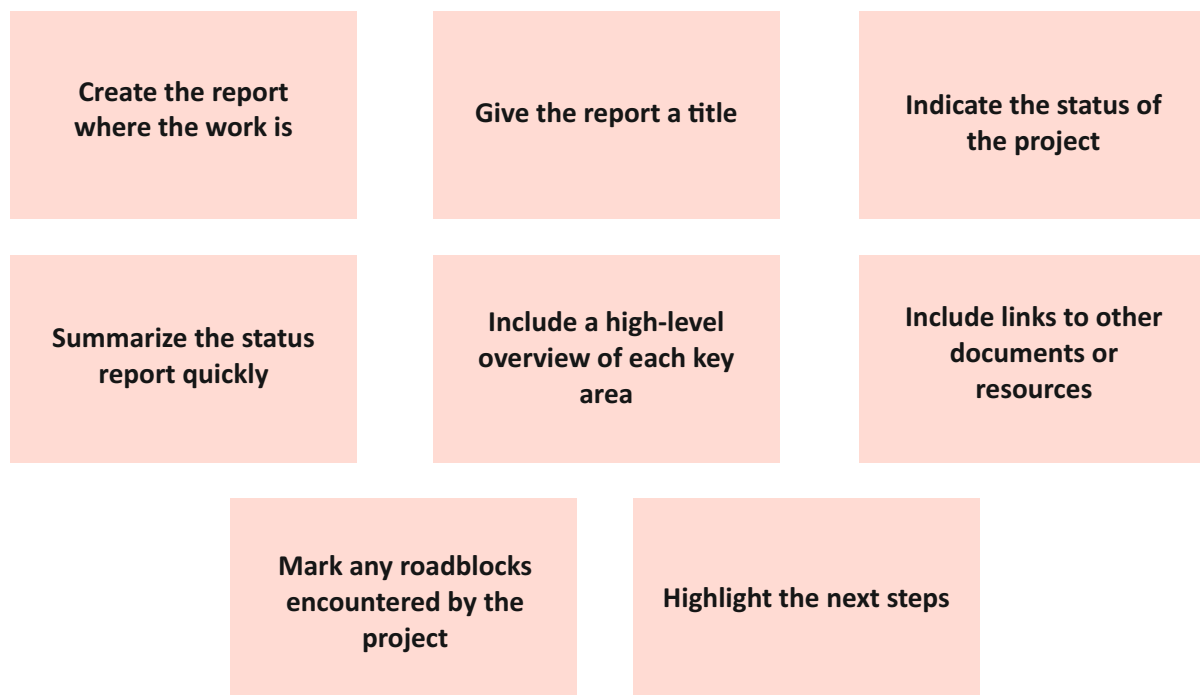 Create the report
where the work is
Give the report a title
Indicate the status of
the project
Summarize the status
report quickly
Include a high-level
overview of each key
area
Include links to other
documents or
resources
Mark any roadblocks
encountered by the
project
Highlight the next steps